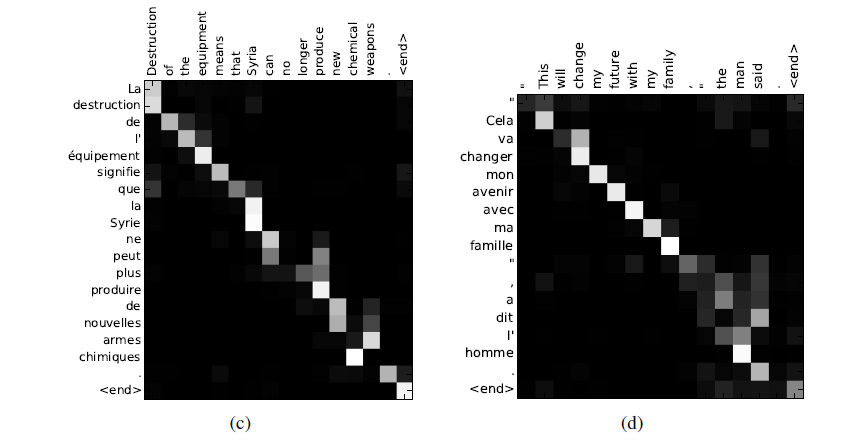 Destruction of the equipment means that Syria can no longer produce new chemical weapons . <end>
La
destruction
de
l'
équipement
signifie
que
la
Syrie
ne
peut
plus
produire
de
nouvelles
armes
chimiques
.
<end>
(c)
" This will change my future with my family , " the man said . <end>
"
Cela
va
changer
mon
avenir
avec
ma
famille
"
,
a
dit
l'
homme
.
<end>
(d)